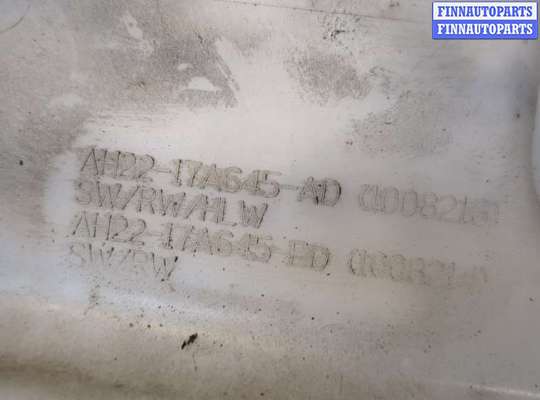 FINNAUTOPARTS
FINNAUTOPARTS
AH22-17A645-AD
SW/RW/HLW
AH22-17A645-BD
SW/RW